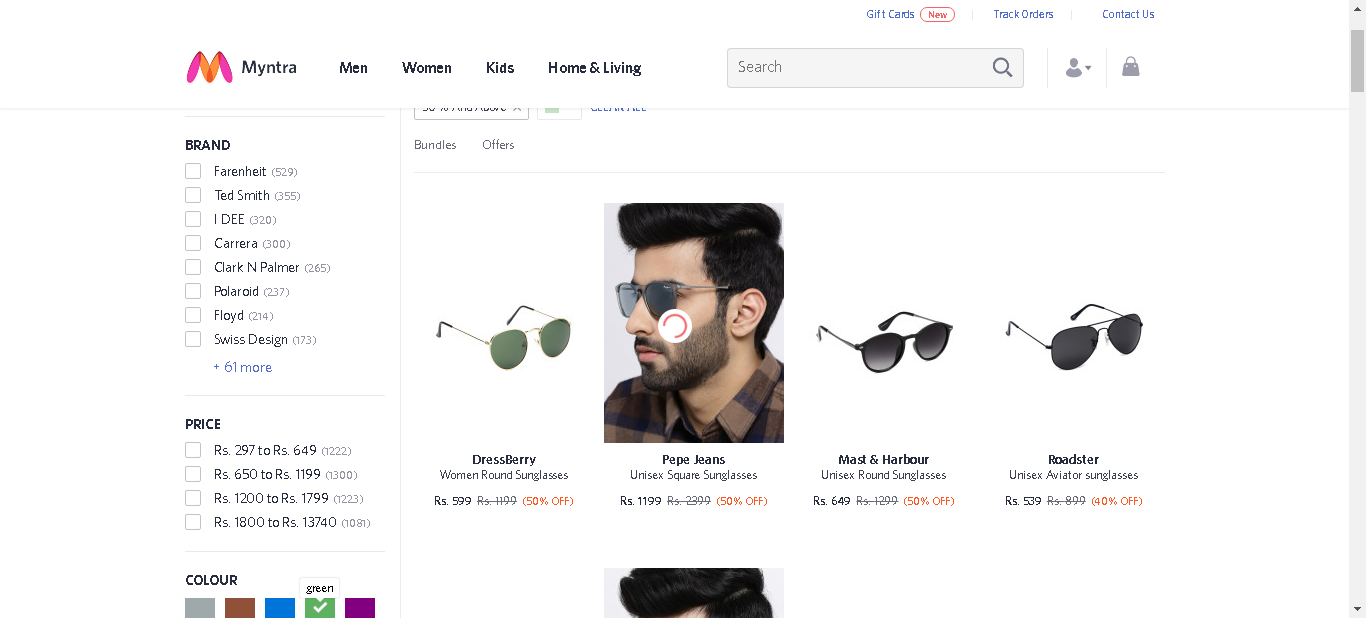 Gift Cards New Track Orders Contact Us
Myntra Men Women Kids Home & Living Search
CLEAR ALL
Bundles Offers
BRAND
Farenheit (529)
Ted Smith (355)
I DEE (320)
Carrera (300)
Clark N Palmer (265)
Polaroid (237)
Floyd (214)
Swiss Design (173)
+ 61 more
PRICE
Rs. 297 to Rs. 649 (1222)
Rs. 650 to Rs. 1199 (1300)
Rs. 1200 to Rs. 1799 (1223)
Rs. 1800 to Rs. 13740 (1081)
COLOUR
green
DressBerry
Women Round Sunglasses
Rs. 599 Rs. 1199 (50% OFF)
Pepe Jeans
Unisex Square Sunglasses
Rs. 1199 Rs. 2399 (50% OFF)
Mast & Harbour
Unisex Round Sunglasses
Rs. 649 Rs. 1299 (50% OFF)
Roadster
Unisex Aviator sunglasses
Rs. 539 Rs. 899 (40% OFF)